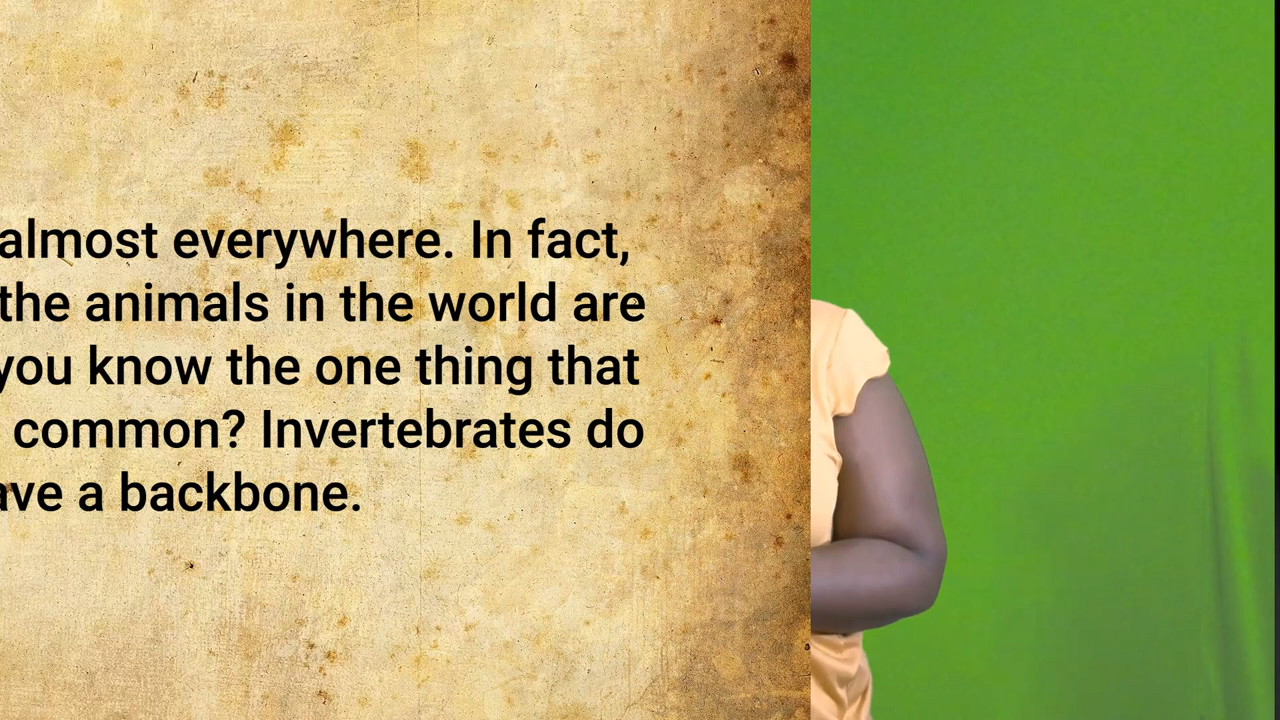 almost everywhere. In fact,
the animals in the world are
you know the one thing that
common? Invertebrates do
a backbone.